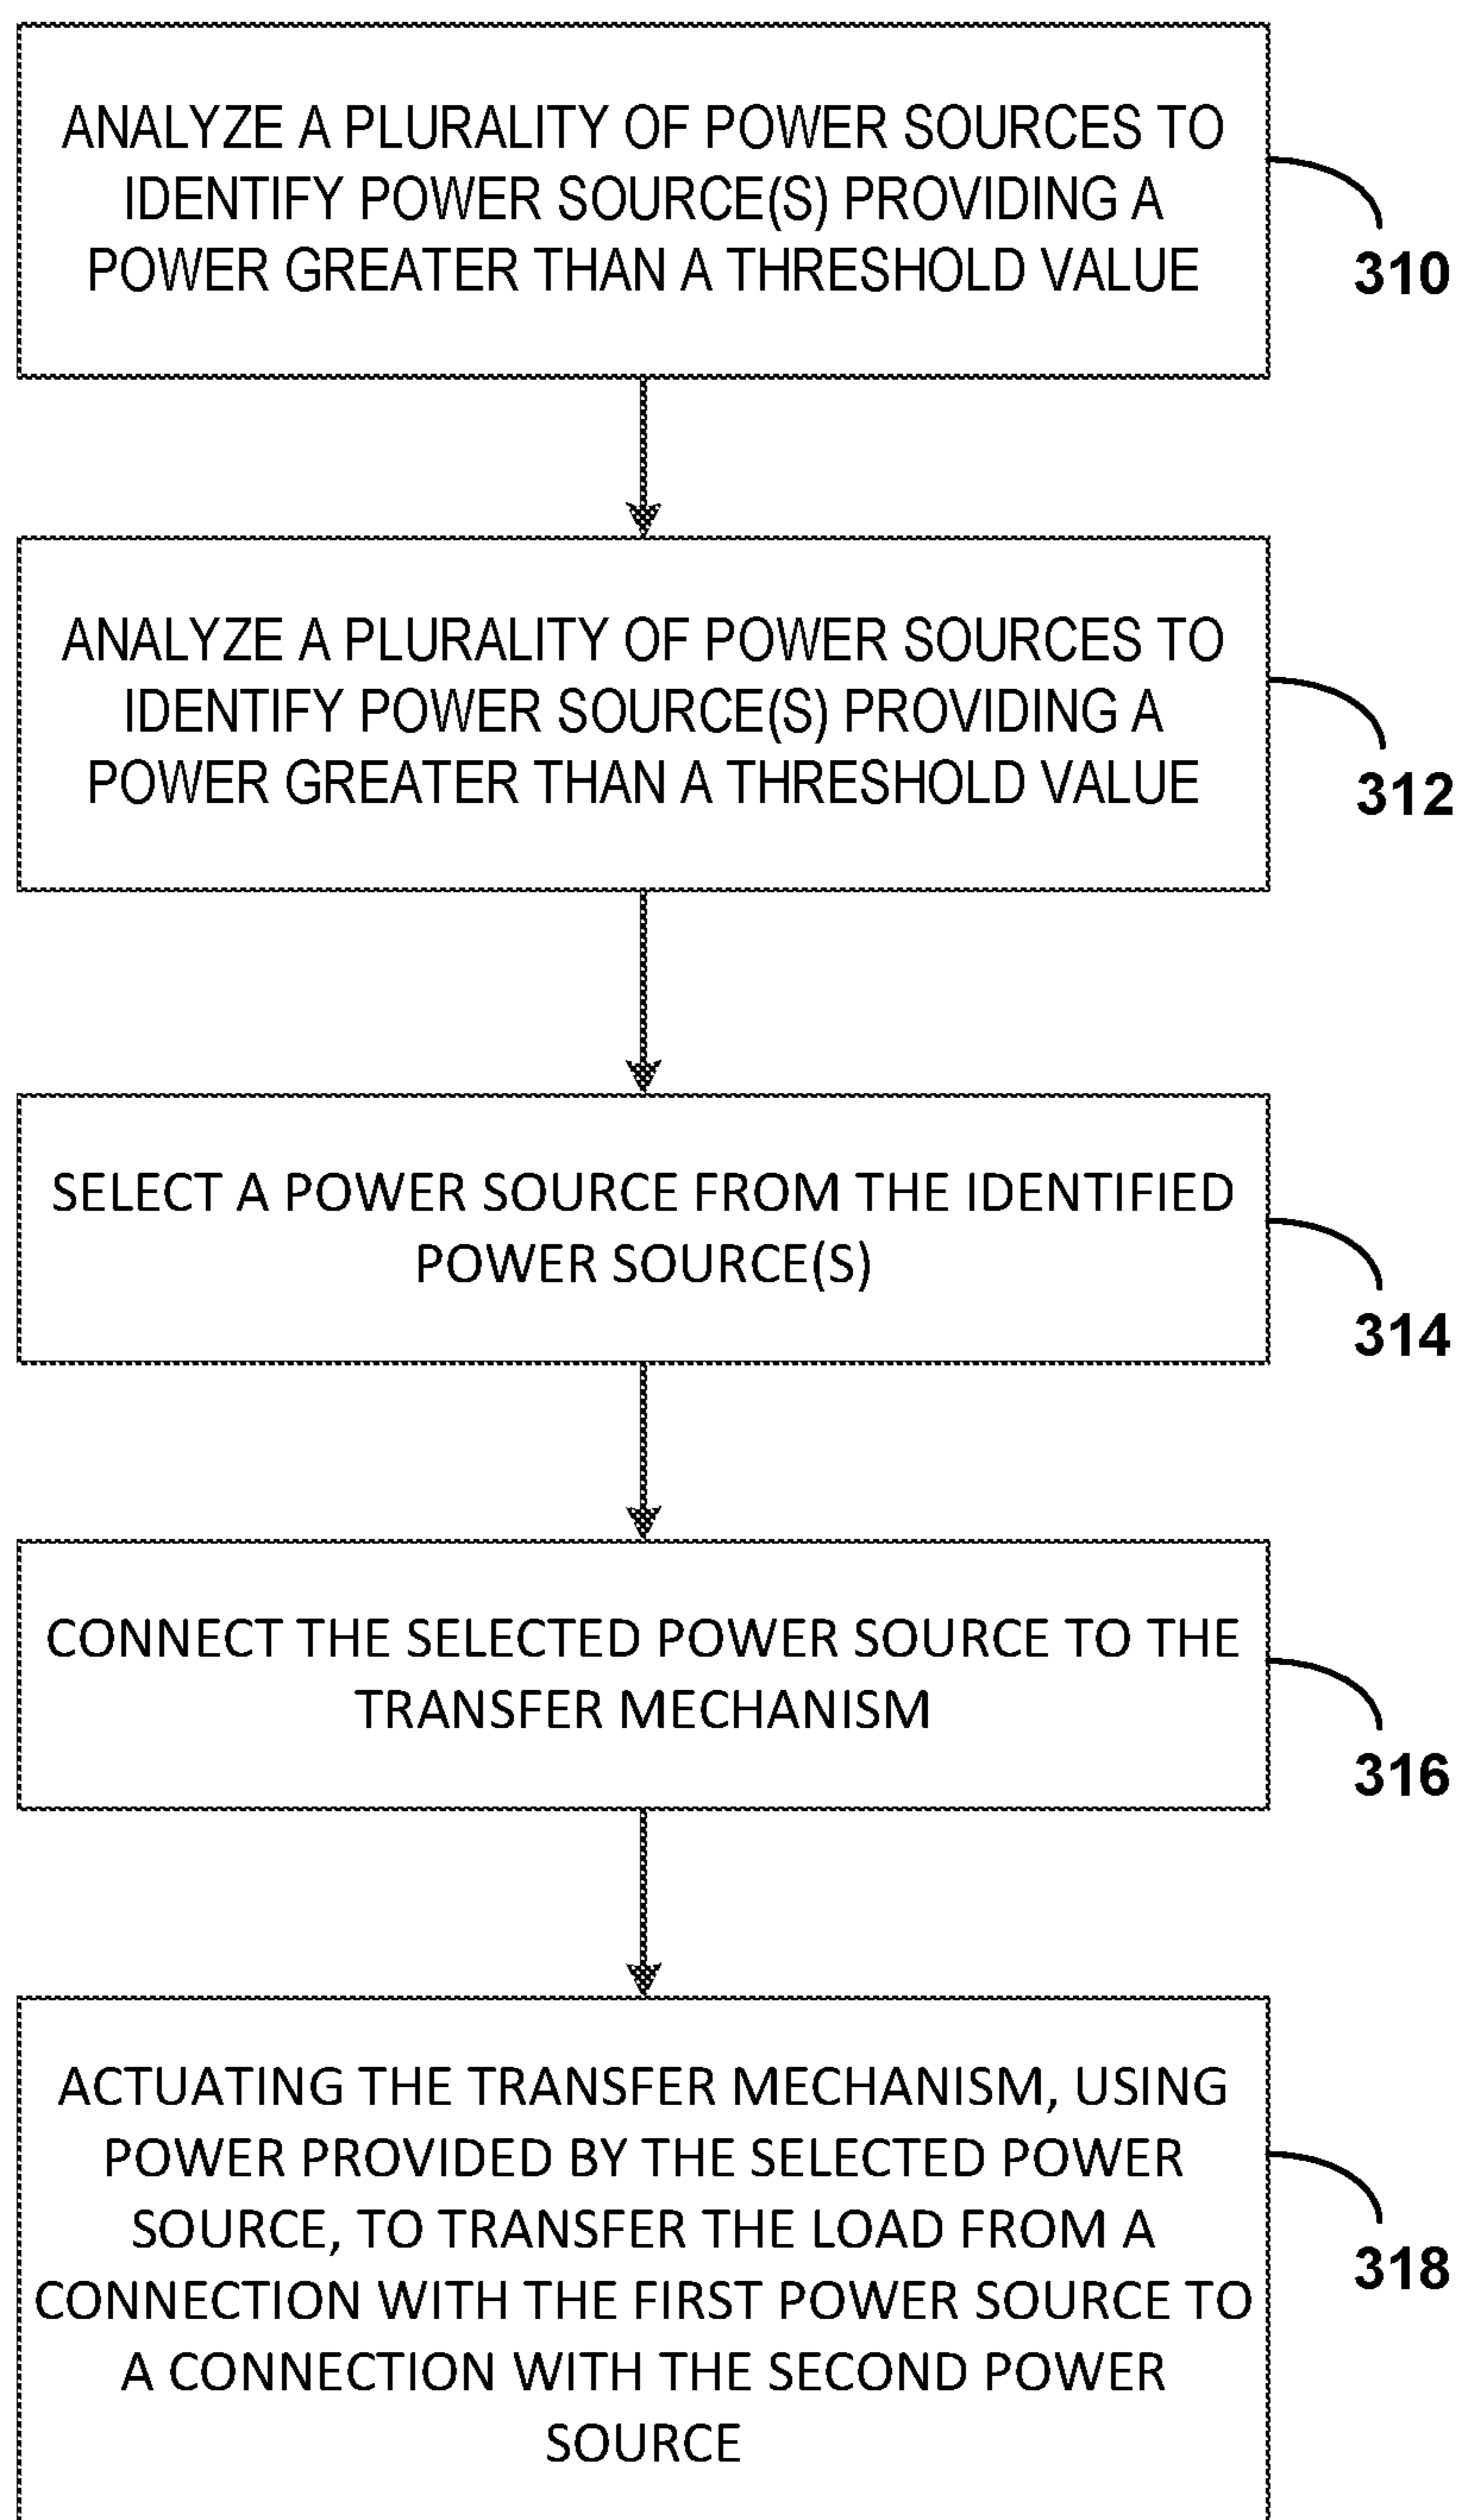 ANALYZE A PLURALITY OF POWER SOURCES TO
IDENTIFY POWER SOURCE(S) PROVIDING A
POWER GREATER THAN A THRESHOLD VALUE
310
ANALYZE A PLURALITY OF POWER SOURCES TO
IDENTIFY POWER SOURCE(S) PROVIDING A
POWER GREATER THAN A THRESHOLD VALUE
312
SELECT A POWER SOURCE FROM THE IDENTIFIED
POWER SOURCE(S)
314
CONNECT THE SELECTED POWER SOURCE TO THE
TRANSFER MECHANISM
316
ACTUATING THE TRANSFER MECHANISM, USING
POWER PROVIDED BY THE SELECTED POWER
SOURCE, TO TRANSFER THE LOAD FROM A
CONNECTION WITH THE FIRST POWER SOURCE TO
A CONNECTION WITH THE SECOND POWER
SOURCE
318